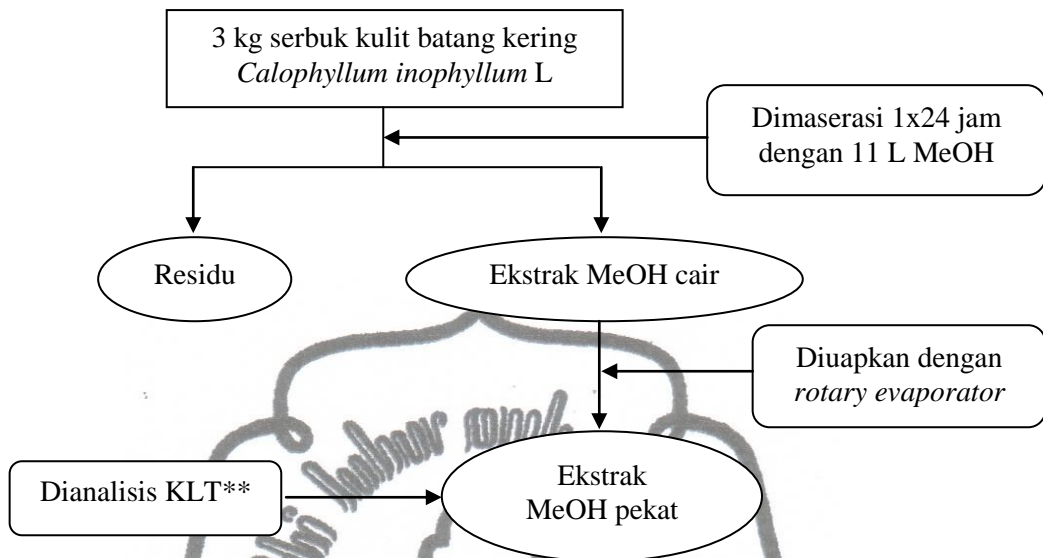 3 kg serbuk kulit batang kering
Calophyllum inophyllum L
Dimaserasi 1x24 jam
dengan 11 L MeOH
Residu
Ekstrak MeOH cair
Diuapkan dengan
rotary evaporator
Dianalisis KLT**
Ekstrak
MeOH pekat